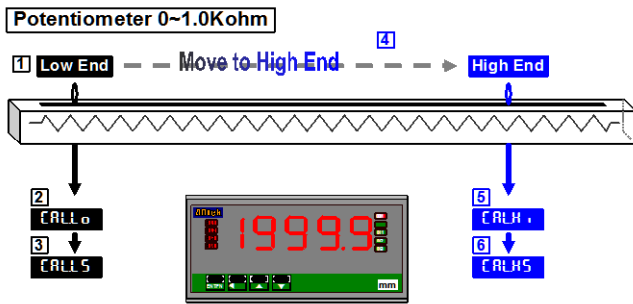 Potentiometer 0~1.0Kohm
4
1 Low End Move to High End High End
2 5
CALLo CALHi
3 6
CALLS CALHS
1999.9
mm